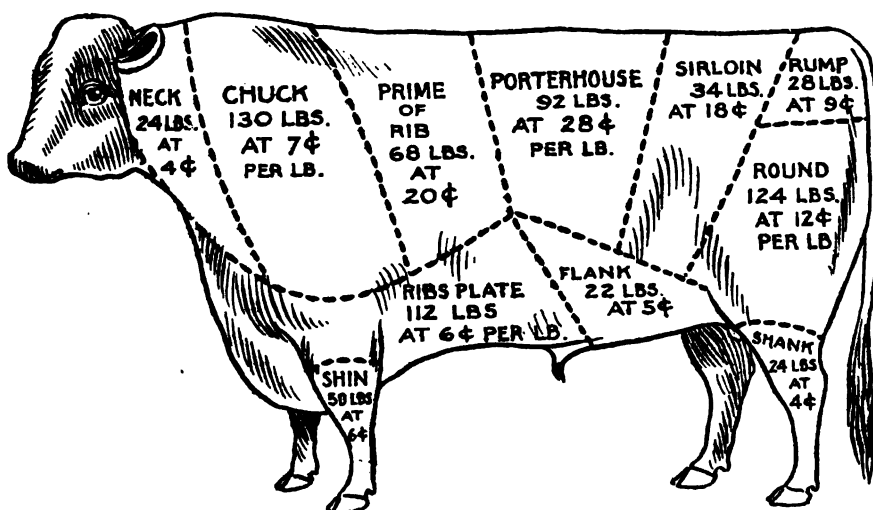 NECK
24 LBS.
AT
4¢
CHUCK
130 LBS.
AT 7¢
PER LB.
PRIME
OF
RIB
68 LBS.
AT
20¢
PORTERHOUSE
92 LBS.
AT 28¢
PER LB.
SIRLOIN
34 LBS.
AT 18¢
RUMP
28 LBS.
AT 9¢
ROUND
124 LBS.
AT 12¢
PER LB
RIBS PLATE
112 LBS
AT 6¢ PER LB.
FLANK
22 LBS.
AT 5¢
SHIN
58 LBS
AT
6¢
SHANK
24 LBS
AT
4¢